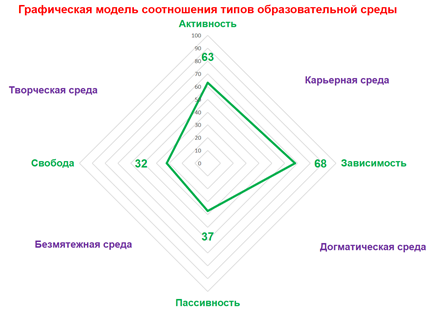 Графическая модель соотношения типов образовательной среды
Активность
100
90
80
63
70
60
50
40
30
20
10
0
Карьерная среда
Творческая среда
Свобода
32
68
Зависимость
Безмятежная среда
37
Догматическая среда
Пассивность